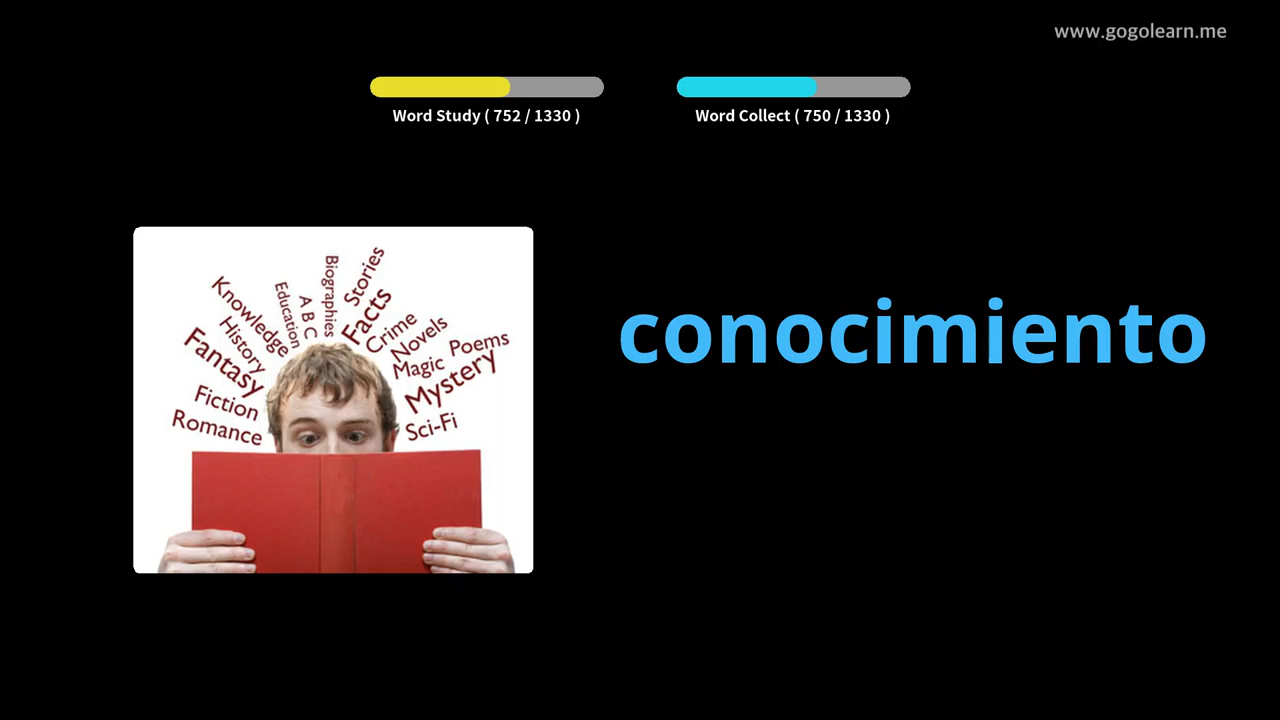 www.gogolearn.me
Word Study ( 752 / 1330 )
Word Collect ( 750 / 1330 )
conocimiento
Biographies
Stories
Education
A B C
Facts
Knowledge
Crime
History
Novels
Poems
Fantasy
Magic
Mystery
Fiction
Romance
Sci-Fi